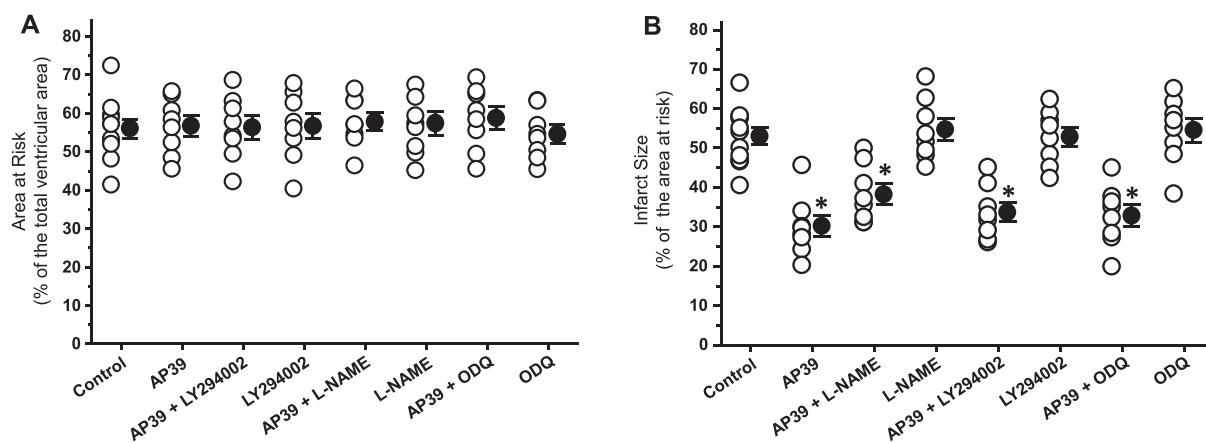 A
Area at Risk
(% of the total ventricular area)
80
70
60
50
40
30
20
10
0
Control
AP39
AP39 + LY294002
LY294002
AP39 + L-NAME
L-NAME
AP39 + ODQ
ODQ
B
Infarct Size
(% of the area at risk)
80
70
60
50
40
30
20
10
0
*
*
*
*
Control
AP39
AP39 + L-NAME
L-NAME
AP39 + LY294002
LY294002
AP39 + ODQ
ODQ